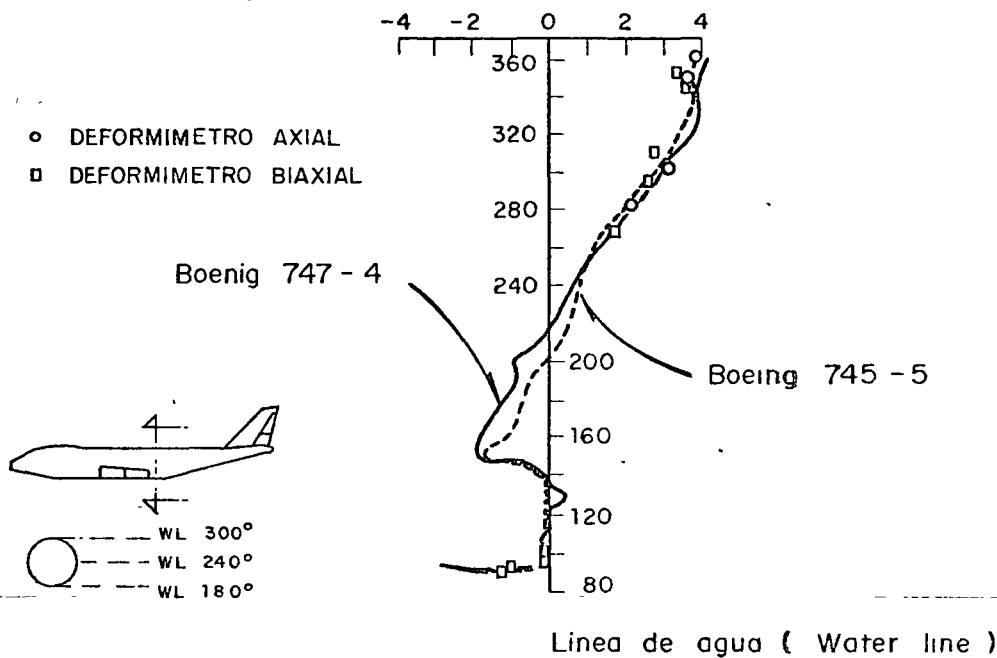 -4 -2 0 2 4
360
320
280
240
200
160
120
80
o DEFORMIMETRO AXIAL
□ DEFORMIMETRO BIAXIAL
Boenig 747 - 4
Boeing 745 - 5
WL 300°
WL 240°
WL 180°
Linea de agua ( Water line )